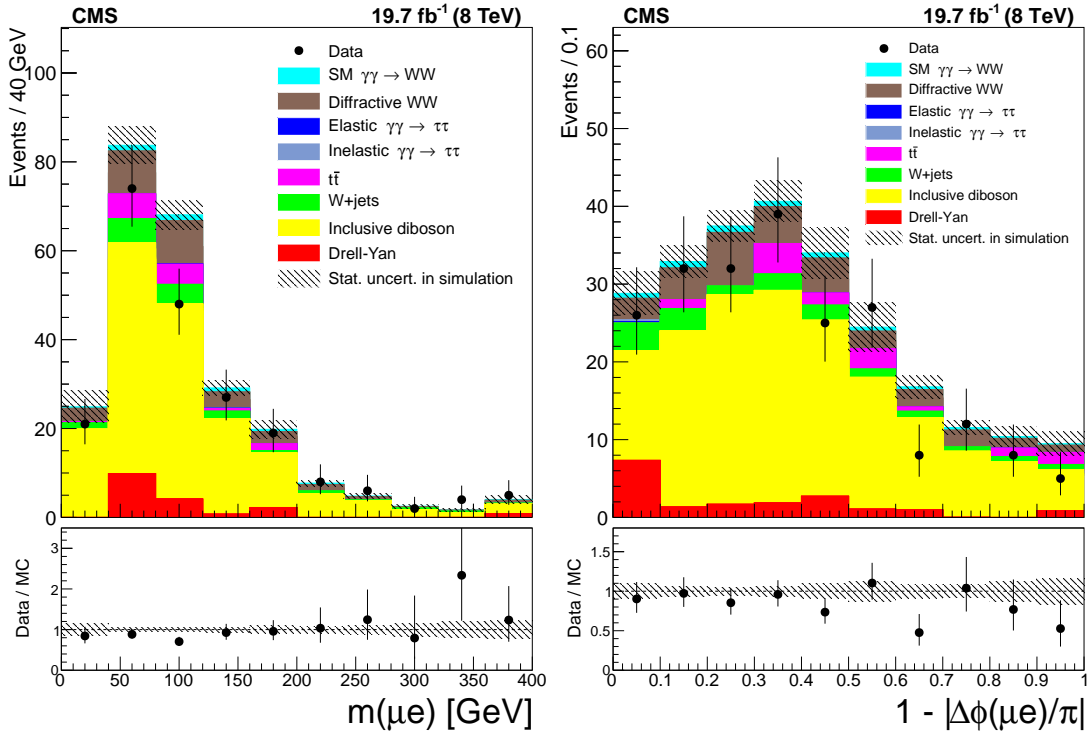 CMS 19.7 fb⁻¹ (8 TeV)
Events / 40 GeV
100
80
60
40
20
0
Data
SM γγ → WW
Diffractive WW
Elastic γγ → ττ
Inelastic γγ → ττ
tt̄
W+jets
Inclusive diboson
Drell-Yan
Stat. uncert. in simulation
Data / MC
3
2
1
0
0 50 100 150 200 250 300 350 400
m(μe) [GeV]
CMS 19.7 fb⁻¹ (8 TeV)
Events / 0.1
60
50
40
30
20
10
0
Data
SM γγ → WW
Diffractive WW
Elastic γγ → ττ
Inelastic γγ → ττ
tt̄
W+jets
Inclusive diboson
Drell-Yan
Stat. uncert. in simulation
Data / MC
1.5
1
0.5
0
0 0.1 0.2 0.3 0.4 0.5 0.6 0.7 0.8 0.9 1
1 - |Δϕ(μe)/π|